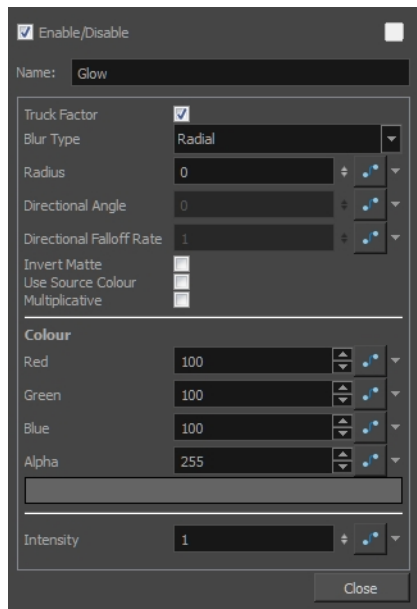 Enable/Disable
Name: Glow
Truck Factor
Blur Type Radial
Radius 0
Directional Angle 0
Directional Falloff Rate 1
Invert Matte
Use Source Colour
Multiplicative
Colour
Red 100
Green 100
Blue 100
Alpha 255
Intensity 1
Close